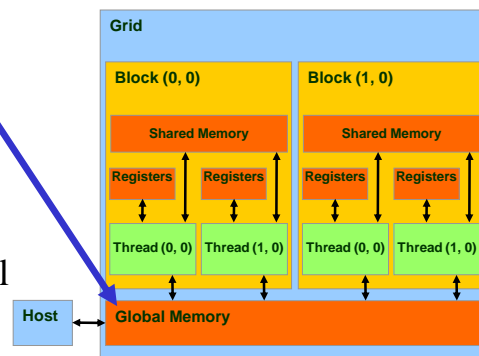 Grid
Block (0, 0) Block (1, 0)
Shared Memory Shared Memory
Registers Registers Registers Registers
Thread (0, 0) Thread (1, 0) Thread (0, 0) Thread (1, 0)
l
Host Global Memory